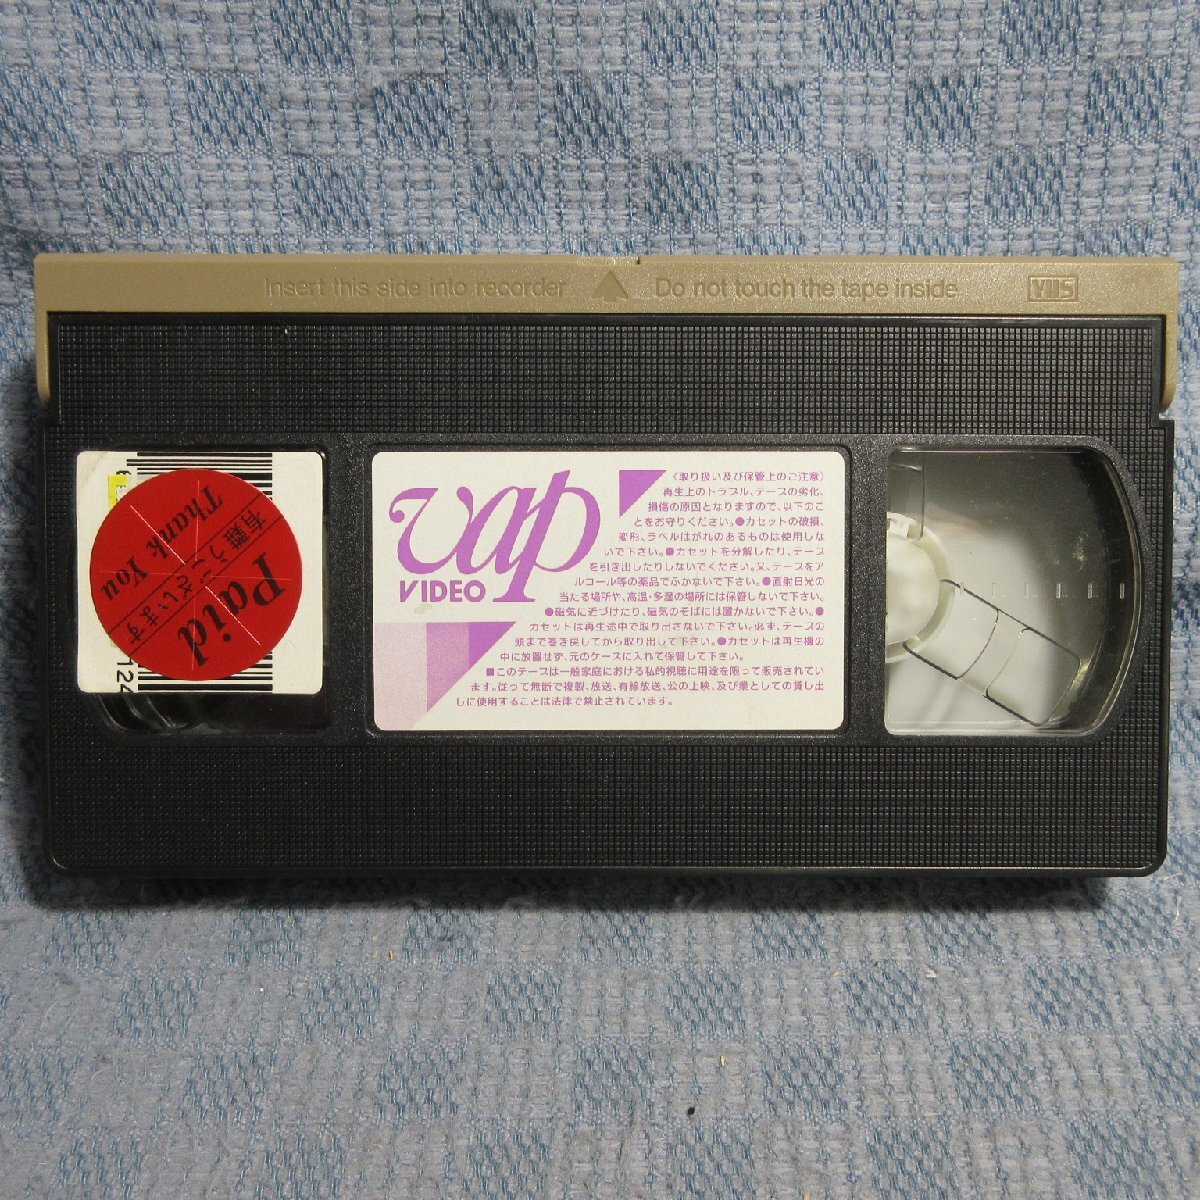 Insert this side into recorder
Do not touch the tape inside
VHS
Paid
有難うございます
Thank You
124
vap
VIDEO
〈取り扱い及び保管上のご注意〉
再生上のトラブル、テープの劣化、
損傷の原因となりますので、以下のこ
とをお守りください。●カセットの破損、
変形、ラベルはがれのあるものは使用しな
いで下さい。●カセットを分解したり、テープ
を引き出したりしないでください。又、テープをア
ルコール等の薬品でふかないで下さい。●直射日光の
当たる場所や、高温・多湿の場所には保管しないで下さい。
●磁気に近づけたり、磁気のそばには置かないで下さい。●
カセットは再生途中で取り出さないで下さい。必ず、テープの
頭まで巻き戻してから取り出して下さい。●カセットは再生機の
中に放置せず、元のケースに入れて保管して下さい。
■このテープは一般家庭における私的視聴に用途を限って販売されてい
ます。従って無断で複製、放送、有線放送、公の上映、及び業としての貸し出
しに使用することは法律で禁止されています。